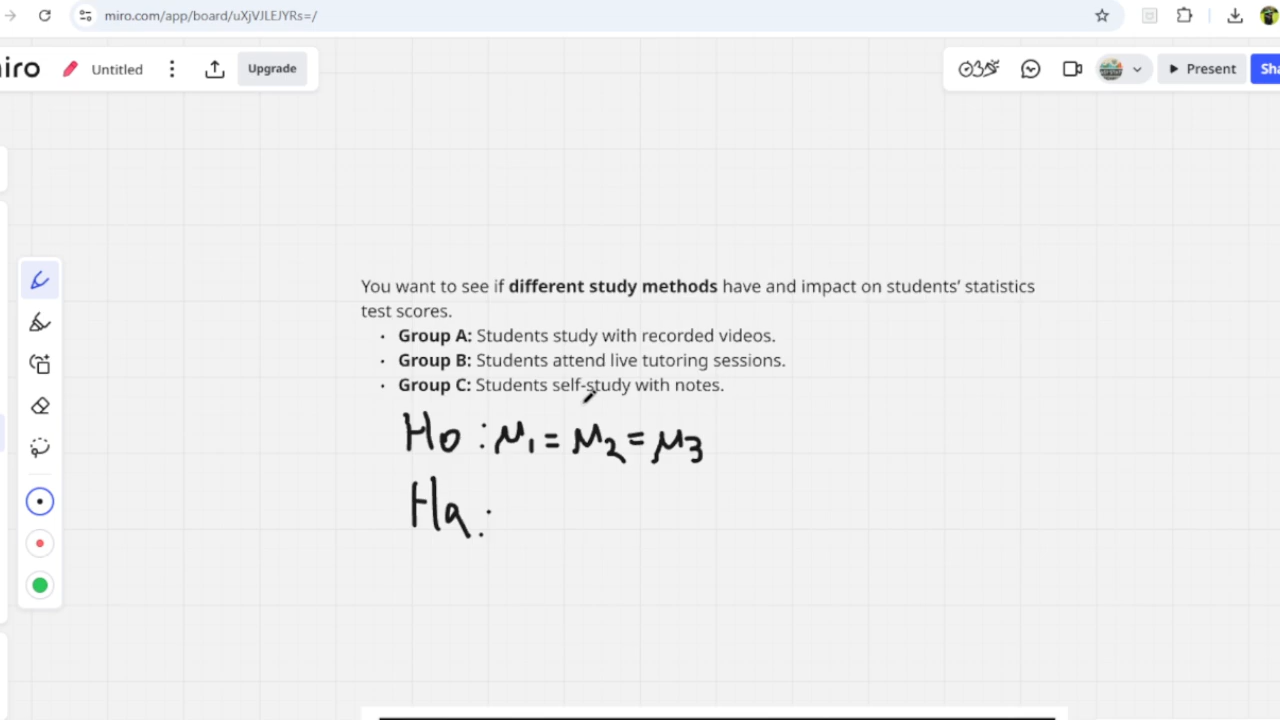 miro.com/app/board/uXjVJLEJYRs=/
iro
Untitled
Upgrade
Present
Sha
You want to see if different study methods have and impact on students' statistics
test scores.
· Group A: Students study with recorded videos.
· Group B: Students attend live tutoring sessions.
· Group C: Students self-study with notes.
Ho : μ1 = μ2 = μ3
Ha :